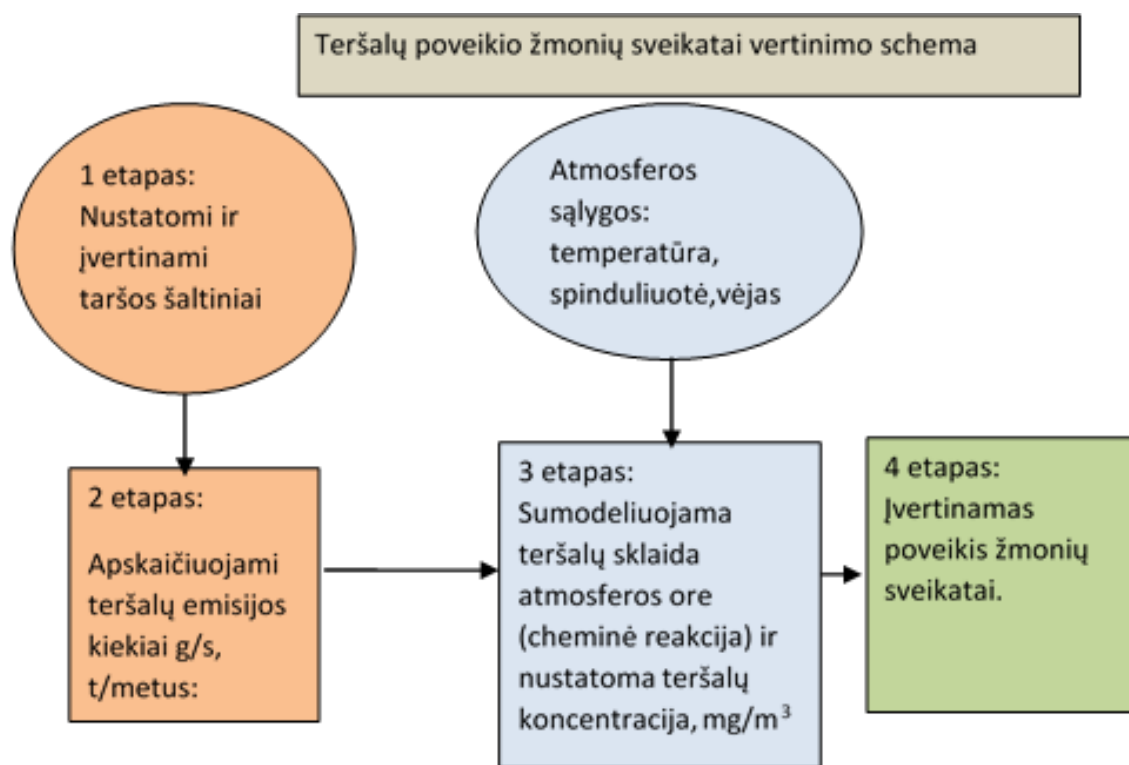 Teršalų poveikio žmonių sveikatai vertinimo schema
1 etapas:
Nustatomi ir
įvertinami
taršos šaltiniai
Atmosferos
sąlygos:
temperatūra,
spinduliuotė,vėjas
2 etapas:
Apskaičiuojami
teršalų emisijos
kiekiai g/s,
t/metus:
3 etapas:
Sumodeliuojama
teršalų sklaida
atmosferos ore
(cheminė reakcija) ir
nustatoma teršalų
koncentracija, mg/m³
4 etapas:
Įvertinamas
poveikis žmonių
sveikatai.